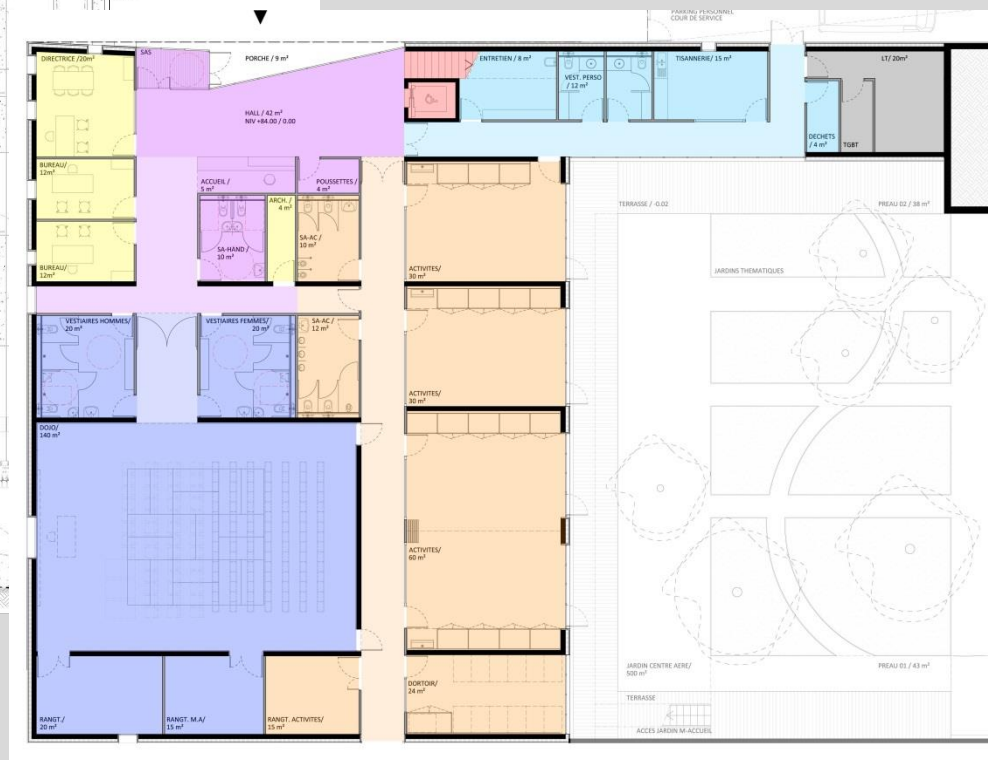 PARKING PERSONNEL
COUR DE SERVICE
DIRECTRICE /20m²
SAS
PORCHE / 9 m²
ENTRETIEN / 8 m²
VEST. PERSO
/ 12m²
TISANNERIE/ 15 m²
LT/ 20m²
HALL / 42 m²
NIV +84.00 / 0.00
DECHETS
/ 4 m²
TGBT
BUREAU/
12m²
ACCUEIL /
5 m²
POUSSETTES /
4 m²
ARCH. /
4 m²
SA-HAND /
10 m²
SA-AC /
10 m²
BUREAU/
12m²
ACTIVITES/
30 m²
TERRASSE / -0.02
PREAU 02 / 38 m²
JARDINS THEMATIQUES
VESTIAIRES HOMMES/
20 m²
VESTIAIRES FEMMES/
20 m²
SA-AC /
12 m²
ACTIVITES/
30 m²
DOJO/
140 m²
ACTIVITES/
60 m²
RANGT./
20 m²
RANGT. M.A/
15 m²
RANGT. ACTIVITES/
15 m²
DORTOIR/
24 m²
JARDIN CENTRE AERE/
500 m²
PREAU 01 / 43 m²
TERRASSE
ACCES JARDIN M-ACCUEIL